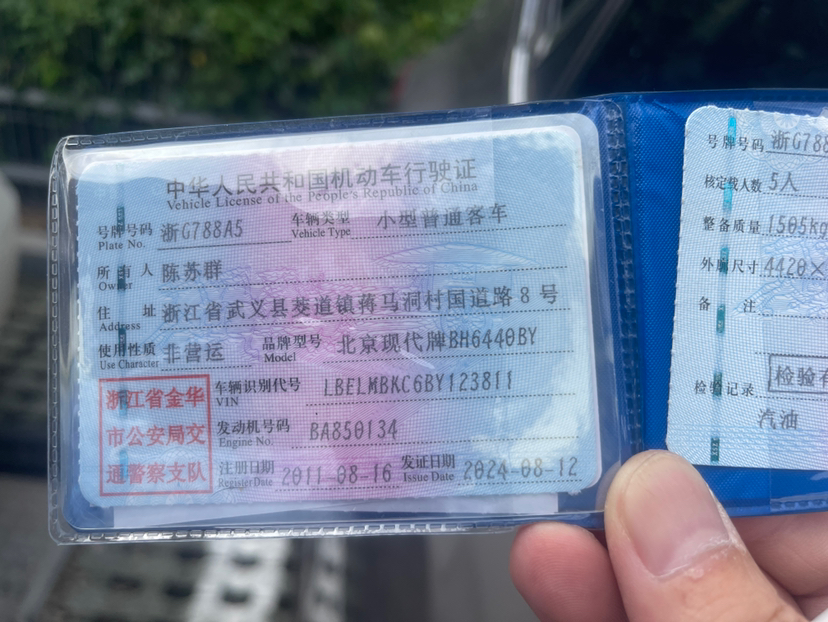 中华人民共和国机动车行驶证
Vehicle License of the People's Republic of China
号牌号码 浙G788A5 车辆类型 小型普通客车
Plate No. Vehicle Type
所有人 陈苏群
Owner
住址 浙江省武义县茭道镇蒋马洞村国道路8号
Address
使用性质 非营运 品牌型号 北京现代牌BH6440BY
Use Character Model
浙江省金华
市公安局交
通警察支队
车辆识别代号 LBELMBKC6BY123811
VIN
发动机号码 BA850134
Engine No.
注册日期 2011-08-16 发证日期 2024-08-12
Register Date Issue Date
号牌号码 浙G788
核定载人数 5人
整备质量 1505kg
外廓尺寸 4420×
备注
检验记录 检验有
汽油